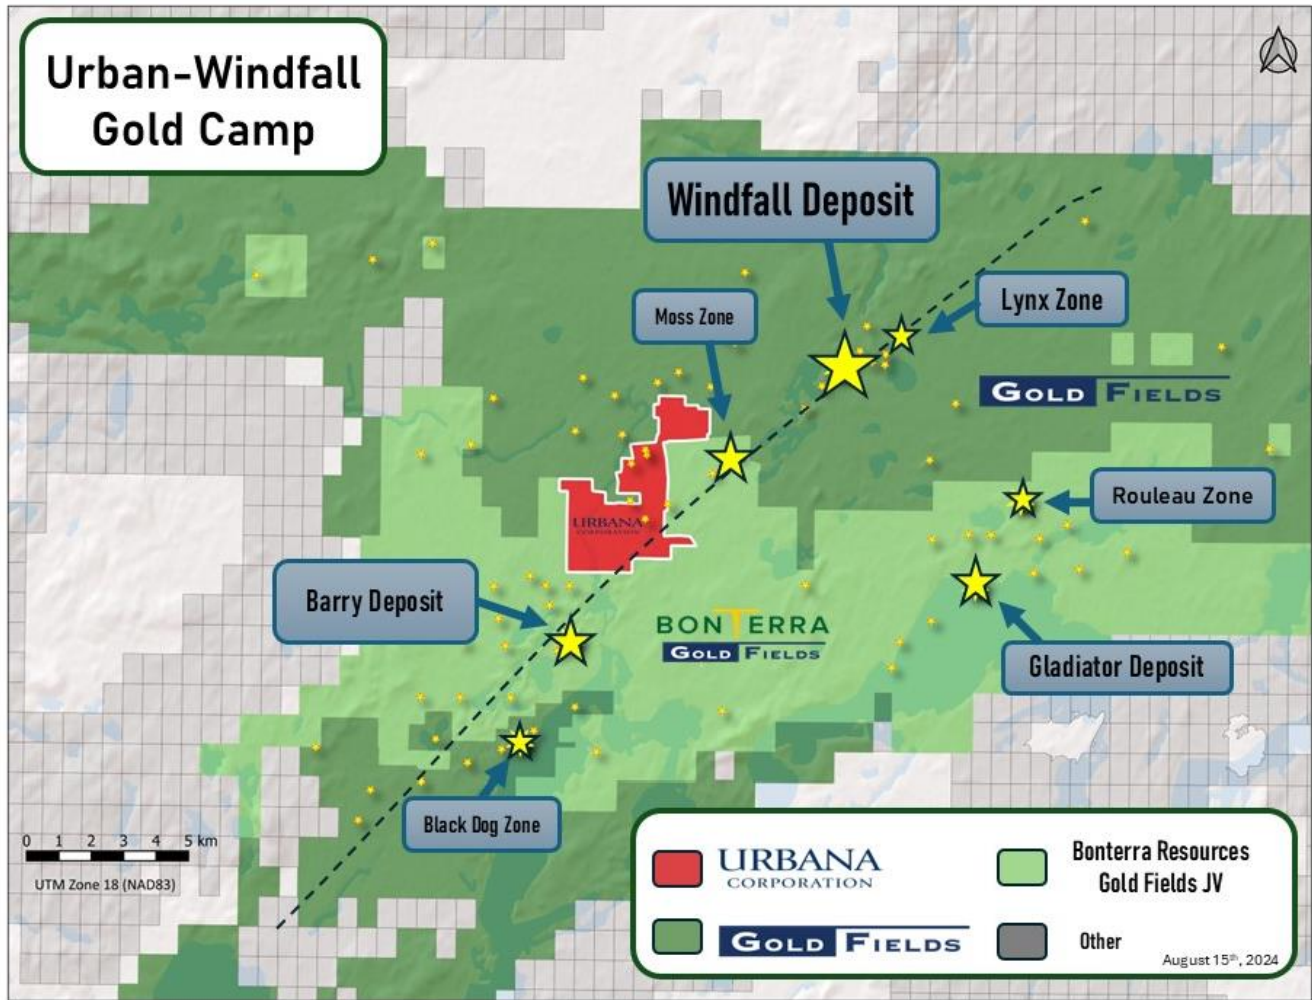 Urban-Windfall
Gold Camp
Windfall Deposit
Lynx Zone
Moss Zone
GOLD FIELDS
Rouleau Zone
URBANA
CORPORATION
Barry Deposit
BONTERRA
GOLD FIELDS
Gladiator Deposit
Black Dog Zone
0 1 2 3 4 5 km
UTM Zone 18 (NAD83)
URBANA
CORPORATION
Bonterra Resources
Gold Fields JV
GOLD FIELDS
Other
August 15th, 2024